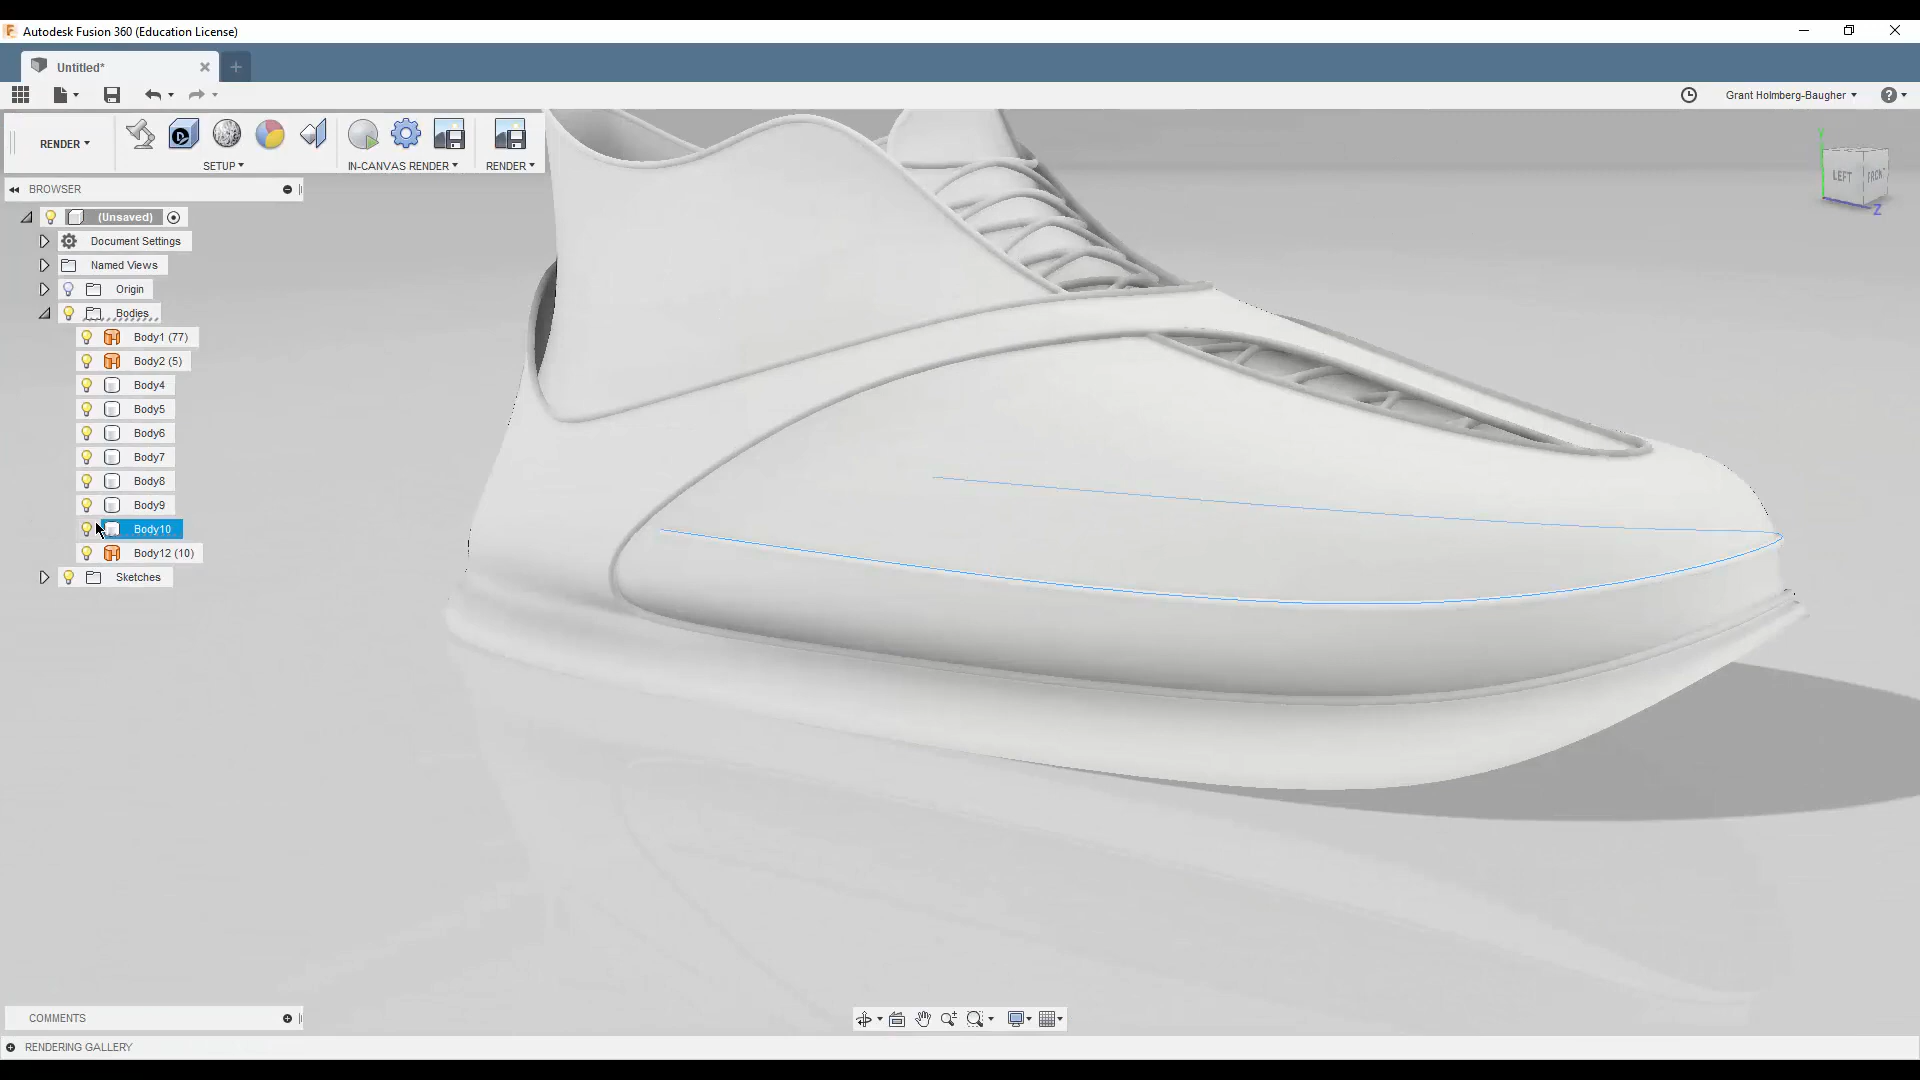 Autodesk Fusion 360 (Education License)
Untitled*
Grant Holmberg-Baugher
RENDER
SETUP
IN-CANVAS RENDER
RENDER
BROWSER
(Unsaved)
Document Settings
Named Views
Origin
Bodies
Body1 (77)
Body2 (5)
Body4
Body5
Body6
Body7
Body8
Body9
Body10
Body12 (10)
Sketches
Y
LEFT
FRONT
Z
COMMENTS
RENDERING GALLERY